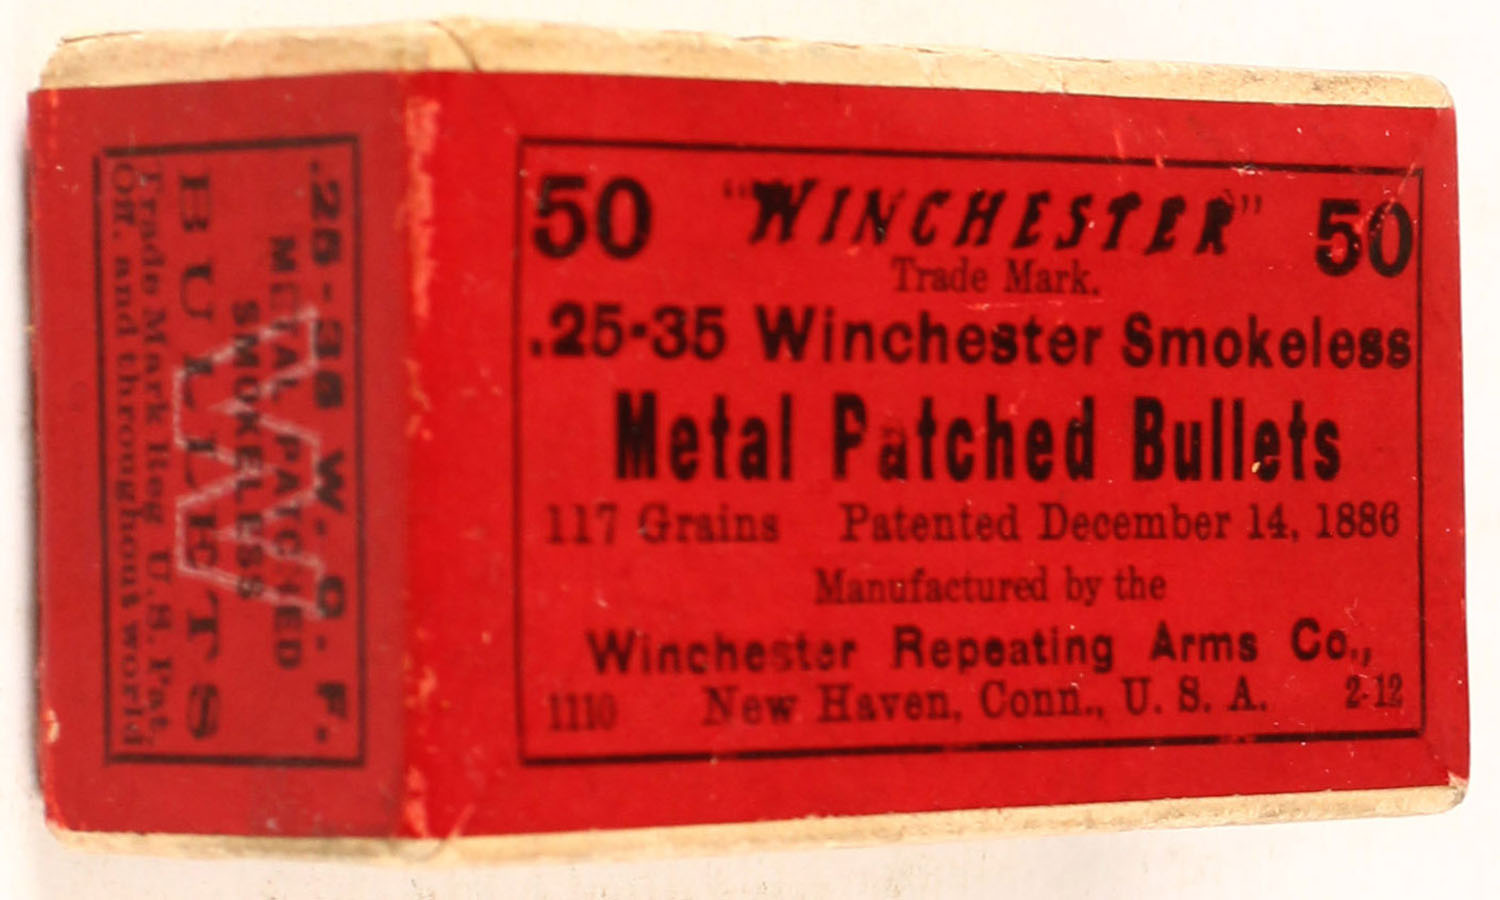 50 "WINCHESTER" 50
Trade Mark.
.25-35 Winchester Smokeless
Metal Patched Bullets
117 Grains Patented December 14, 1886
Manufactured by the
Winchester Repeating Arms Co.,
1110 New Haven, Conn., U. S. A. 2-12
.25-35 W. C. F.
METAL PATCHED
SMOKELESS
W
BULLETS
Trade Mark Reg. U.S. Pat.
Off. and throughout world